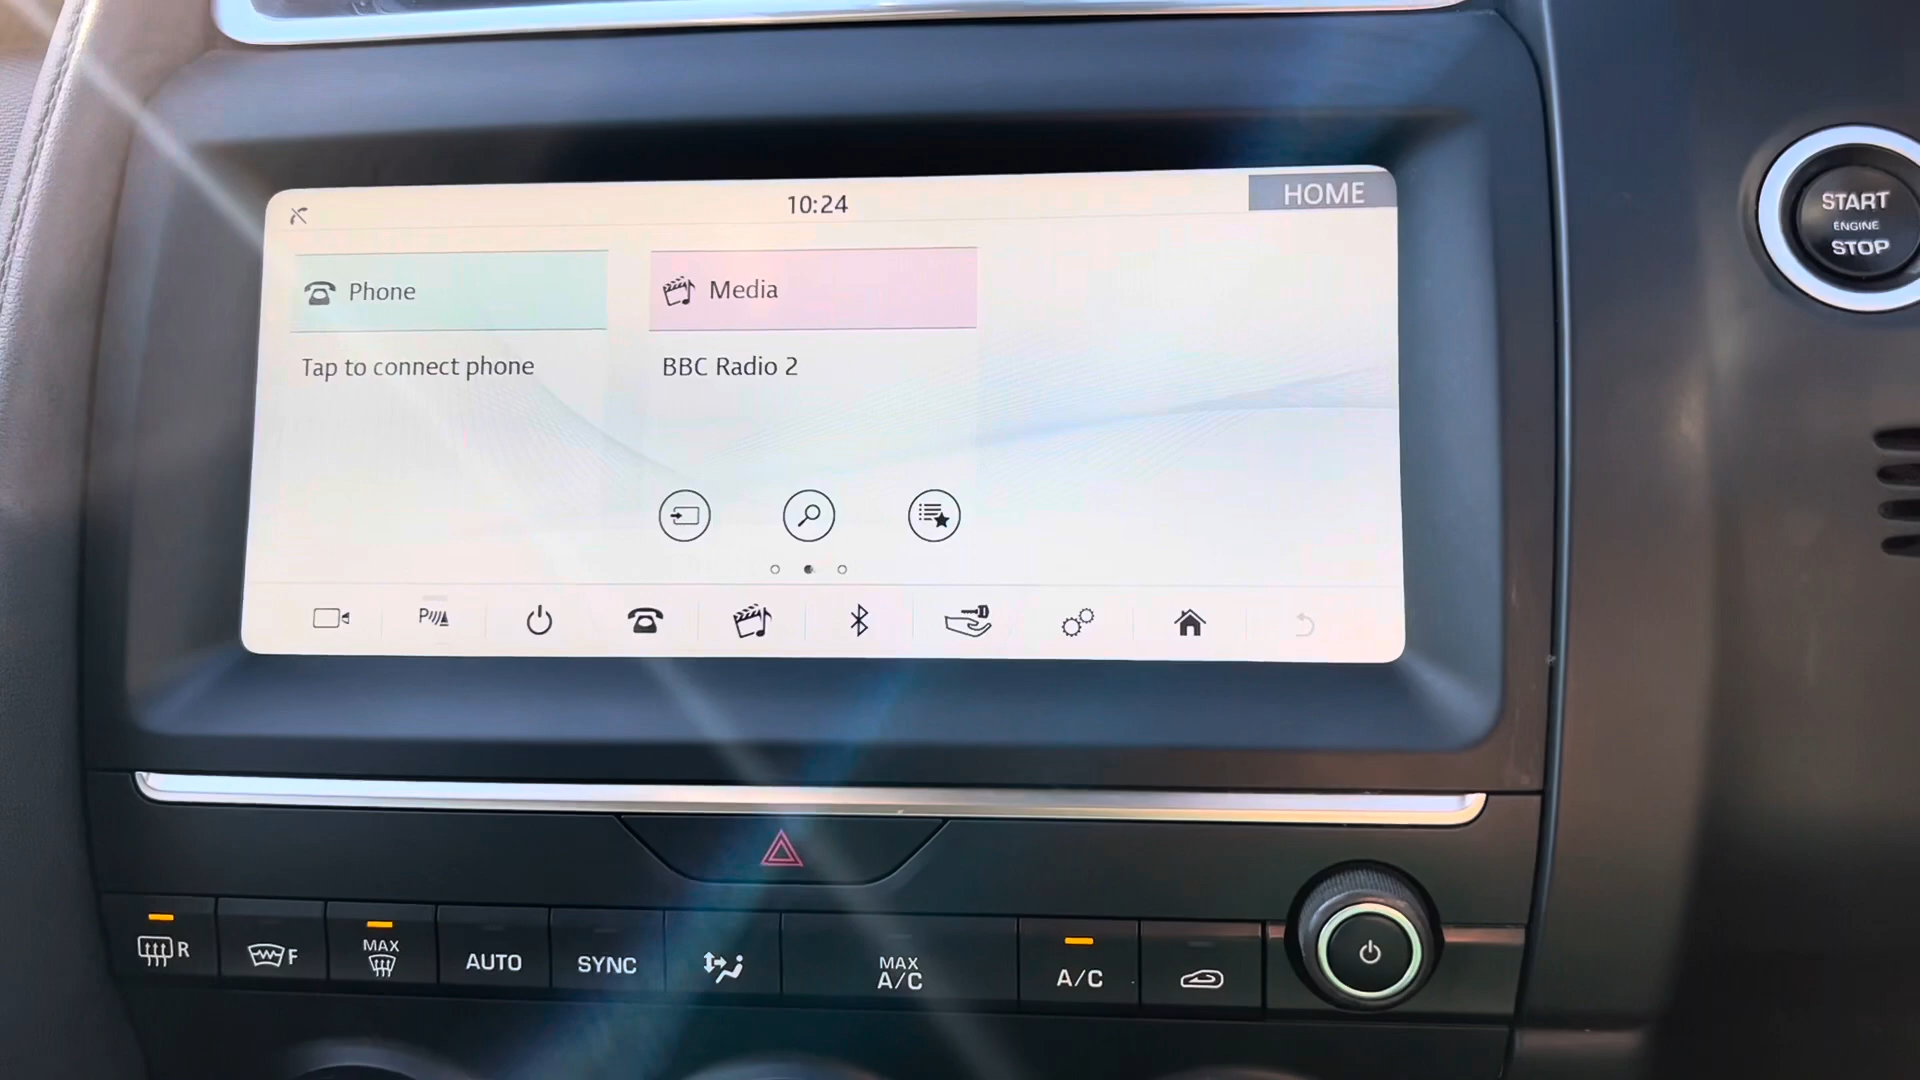 10:24
HOME
START
ENGINE
STOP
Phone
Media
Tap to connect phone
BBC Radio 2
P
R
F
MAX
AUTO
SYNC
MAX
A/C
A/C